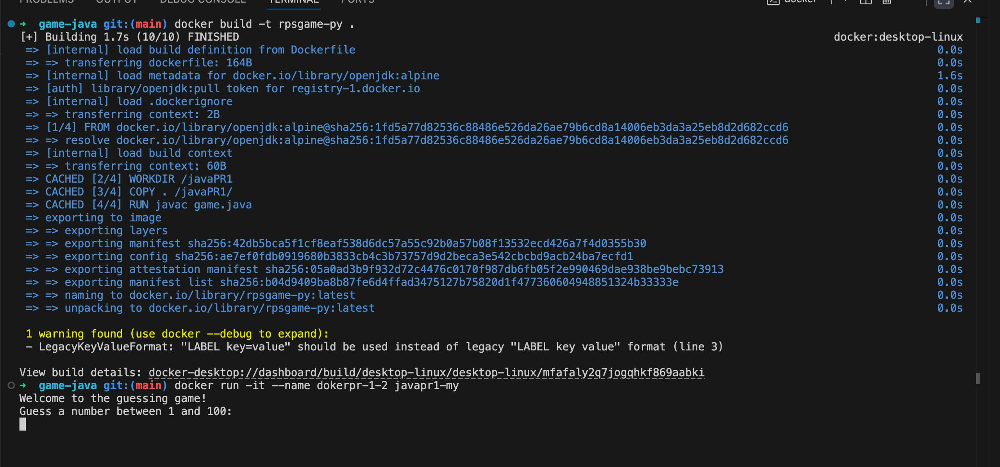 PROBLEMS OUTPUT DEBUG CONSOLE TERMINAL PORTS docker
➜ game-java git:(main) docker build -t rpsgame-py .
[+] Building 1.7s (10/10) FINISHED docker:desktop-linux
=> [internal] load build definition from Dockerfile 0.0s
=> => transferring dockerfile: 164B 0.0s
=> [internal] load metadata for docker.io/library/openjdk:alpine 1.6s
=> [auth] library/openjdk:pull token for registry-1.docker.io 0.0s
=> [internal] load .dockerignore 0.0s
=> => transferring context: 2B 0.0s
=> [1/4] FROM docker.io/library/openjdk:alpine@sha256:1fd5a77d82536c88486e526da26ae79b6cd8a14006eb3da3a25eb8d2d682ccd6 0.0s
=> => resolve docker.io/library/openjdk:alpine@sha256:1fd5a77d82536c88486e526da26ae79b6cd8a14006eb3da3a25eb8d2d682ccd6 0.0s
=> [internal] load build context 0.0s
=> => transferring context: 60B 0.0s
=> CACHED [2/4] WORKDIR /javaPR1 0.0s
=> CACHED [3/4] COPY . /javaPR1/ 0.0s
=> CACHED [4/4] RUN javac game.java 0.0s
=> exporting to image 0.0s
=> => exporting layers 0.0s
=> => exporting manifest sha256:42db5bca5f1cf8eaf538d6dc57a55c92b0a57b08f13532ecd426a7f4d0355b30 0.0s
=> => exporting config sha256:ae7ef0fdb0919680b3833cb4c3b73757d9d2beca3e542cbcbd9acb24ba7ecfd1 0.0s
=> => exporting attestation manifest sha256:05a0ad3b9f932d72c4476c0170f987db6fb05f2e990469dae938be9bebc73913 0.0s
=> => exporting manifest list sha256:b04d9409ba8b87fe6d4ffad3475127b75820d1f477360604948851324b33333e 0.0s
=> => naming to docker.io/library/rpsgame-py:latest 0.0s
=> => unpacking to docker.io/library/rpsgame-py:latest 0.0s
1 warning found (use docker --debug to expand):
- LegacyKeyValueFormat: "LABEL key=value" should be used instead of legacy "LABEL key value" format (line 3)
View build details: docker-desktop://dashboard/build/desktop-linux/desktop-linux/mfafaly2q7jogqhkf869aabki
➜ game-java git:(main) docker run -it --name dokerpr-1-2 javapr1-my
Welcome to the guessing game!
Guess a number between 1 and 100: